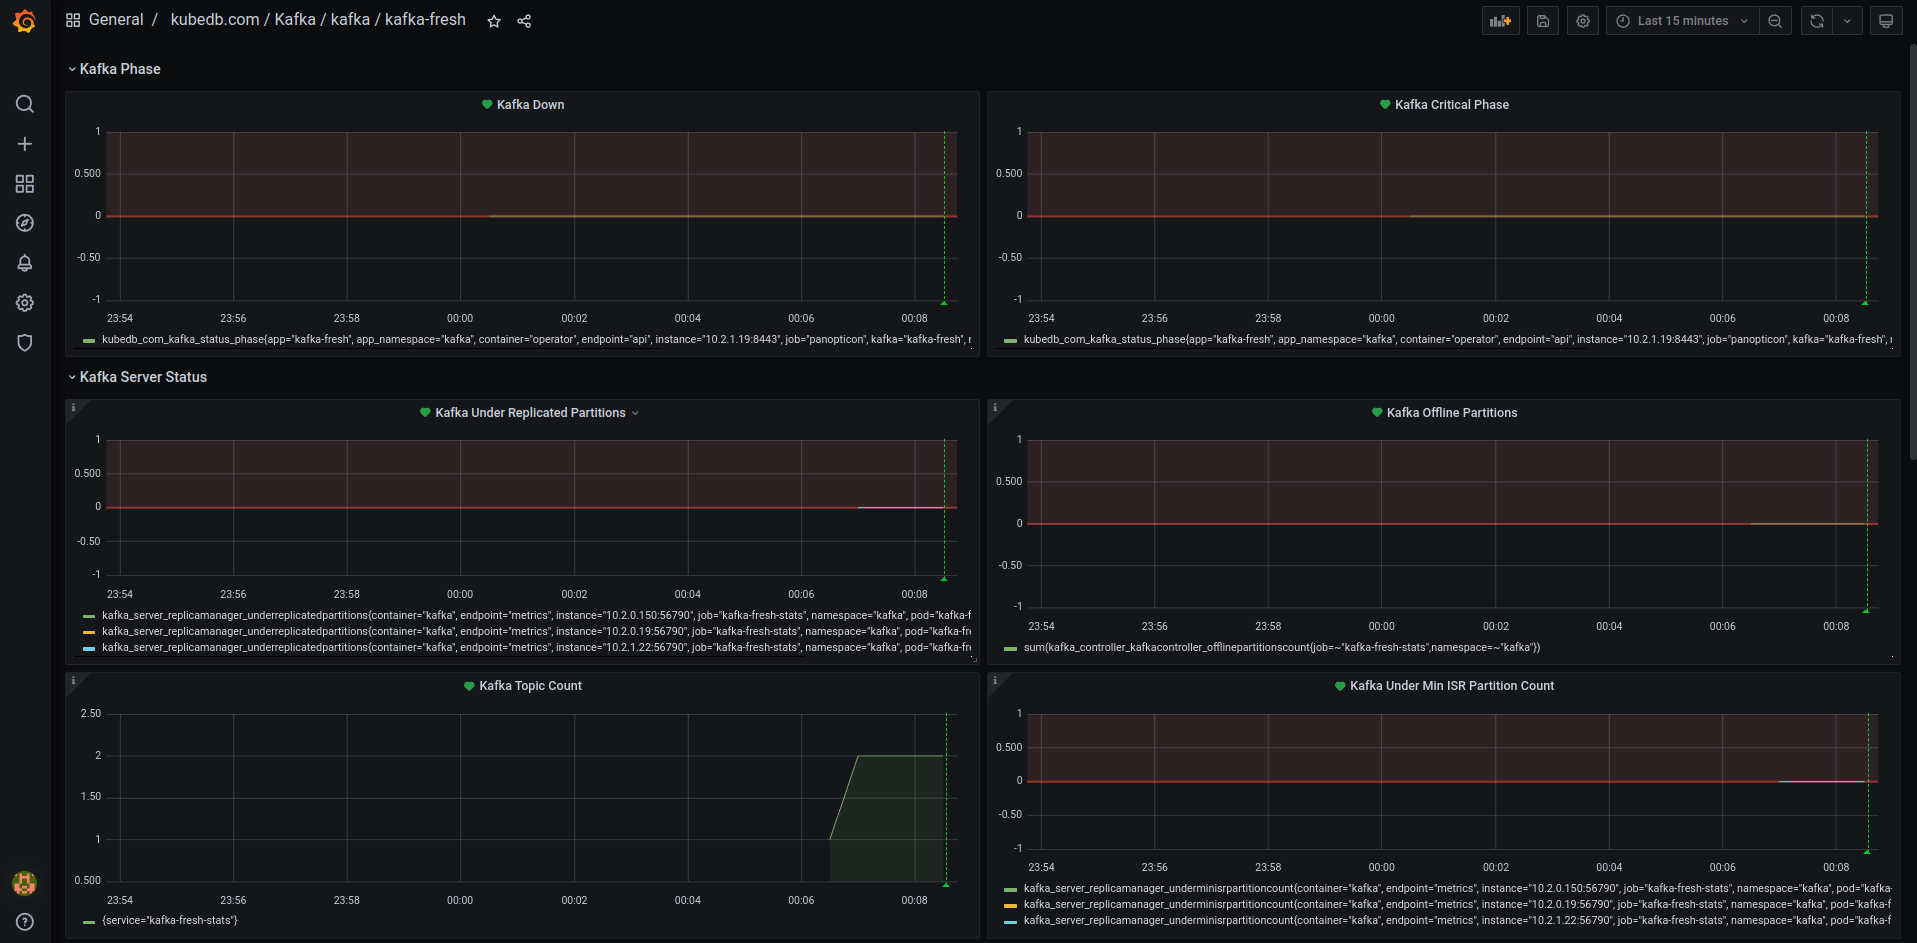 General / kubedb.com / Kafka / kafka / kafka-fresh
Last 15 minutes
Kafka Phase
Kafka Down
1
0.500
0
-0.50
-1
23:54 23:56 23:58 00:00 00:02 00:04 00:06 00:08
kubedb_com_kafka_status_phase{app="kafka-fresh", app_namespace="kafka", container="operator", endpoint="api", instance="10.2.1.19:8443", job="panopticon", kafka="kafka-fresh",
Kafka Critical Phase
1
0.500
0
-0.50
-1
23:54 23:56 23:58 00:00 00:02 00:04 00:06 00:08
kubedb_com_kafka_status_phase{app="kafka-fresh", app_namespace="kafka", container="operator", endpoint="api", instance="10.2.1.19:8443", job="panopticon", kafka="kafka-fresh",
Kafka Server Status
Kafka Under Replicated Partitions
1
0.500
0
-0.50
-1
23:54 23:56 23:58 00:00 00:02 00:04 00:06 00:08
kafka_server_replicamanager_underreplicatedpartitions{container="kafka", endpoint="metrics", instance="10.2.0.150:56790", job="kafka-fresh-stats", namespace="kafka", pod="kafka-f
kafka_server_replicamanager_underreplicatedpartitions{container="kafka", endpoint="metrics", instance="10.2.0.19:56790", job="kafka-fresh-stats", namespace="kafka", pod="kafka-fr
kafka_server_replicamanager_underreplicatedpartitions{container="kafka", endpoint="metrics", instance="10.2.1.22:56790", job="kafka-fresh-stats", namespace="kafka", pod="kafka-fr
Kafka Offline Partitions
1
0.500
0
-0.50
-1
23:54 23:56 23:58 00:00 00:02 00:04 00:06 00:08
sum(kafka_controller_kafkacontroller_offlinepartitionscount{job=~"kafka-fresh-stats",namespace=~"kafka"})
Kafka Topic Count
2.50
2
1.50
1
0.500
23:54 23:56 23:58 00:00 00:02 00:04 00:06 00:08
{service="kafka-fresh-stats"}
Kafka Under Min ISR Partition Count
1
0.500
0
-0.50
-1
23:54 23:56 23:58 00:00 00:02 00:04 00:06 00:08
kafka_server_replicamanager_underminisrpartitioncount{container="kafka", endpoint="metrics", instance="10.2.0.150:56790", job="kafka-fresh-stats", namespace="kafka", pod="kafka-
kafka_server_replicamanager_underminisrpartitioncount{container="kafka", endpoint="metrics", instance="10.2.0.19:56790", job="kafka-fresh-stats", namespace="kafka", pod="kafka-f
kafka_server_replicamanager_underminisrpartitioncount{container="kafka", endpoint="metrics", instance="10.2.1.22:56790", job="kafka-fresh-stats", namespace="kafka", pod="kafka-f